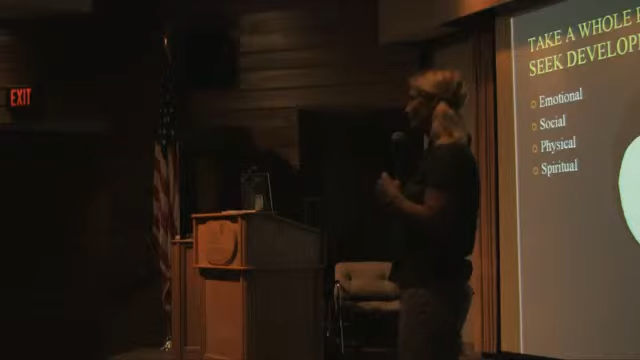 EXIT
TAKE A WHOLE
SEEK DEVELOP
Emotional
Social
Physical
Spiritual